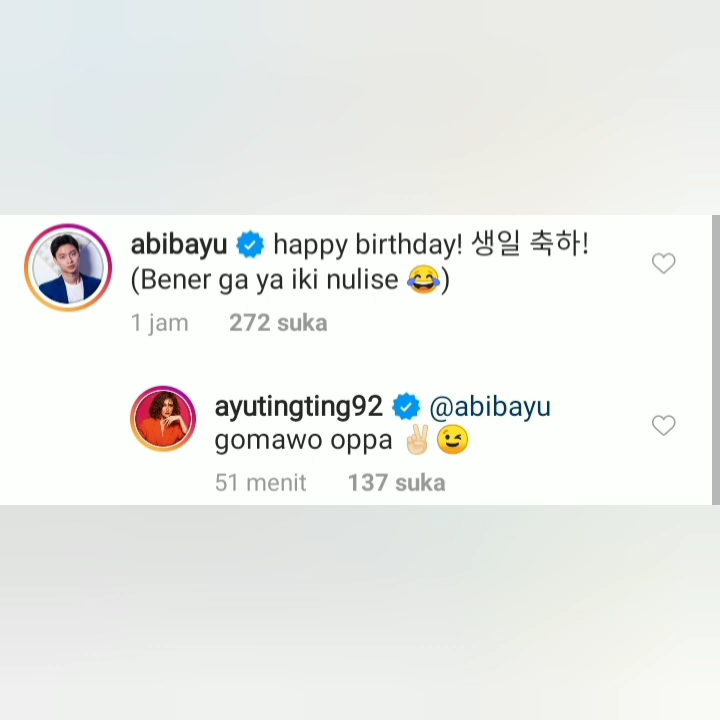 abibayu happy birthday! 생일 축하!
(Bener ga ya iki nulise 😂)
1 jam 272 suka
ayutingting92 @abibayu
gomawo oppa ✌🏻😉
51 menit 137 suka